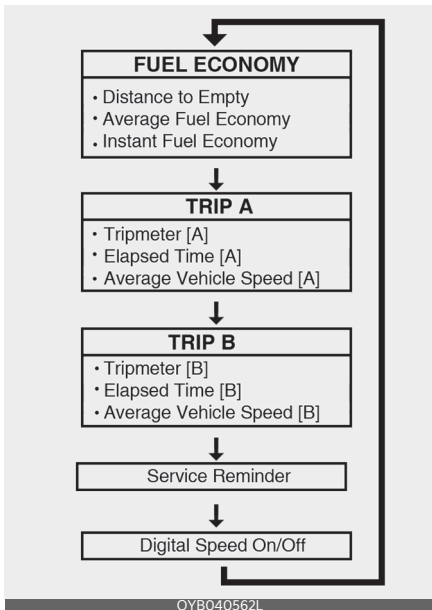 FUEL ECONOMY
• Distance to Empty
• Average Fuel Economy
• Instant Fuel Economy
TRIP A
• Tripmeter [A]
• Elapsed Time [A]
• Average Vehicle Speed [A]
TRIP B
• Tripmeter [B]
• Elapsed Time [B]
• Average Vehicle Speed [B]
Service Reminder
Digital Speed On/Off
OYB040562L